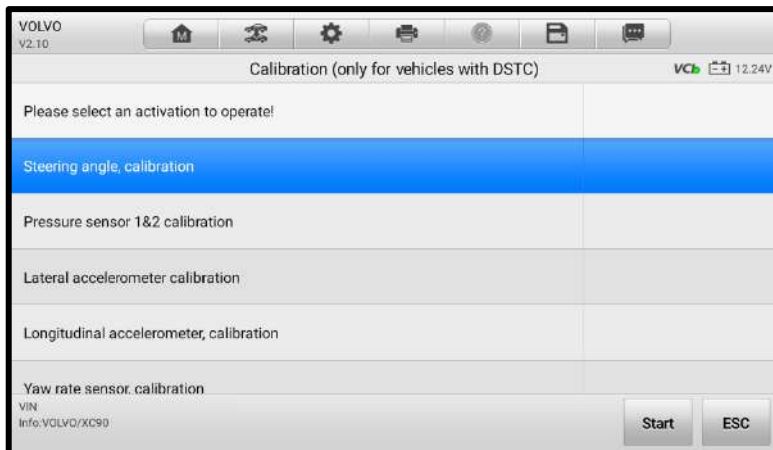 VOLVO
V2.10
M
Calibration (only for vehicles with DSTC)
VCb 12.24V
Please select an activation to operate!
Steering angle, calibration
Pressure sensor 1&2 calibration
Lateral accelerometer calibration
Longitudinal accelerometer, calibration
Yaw rate sensor, calibration
VIN:
Info:VOLVO/XC90
Start
ESC